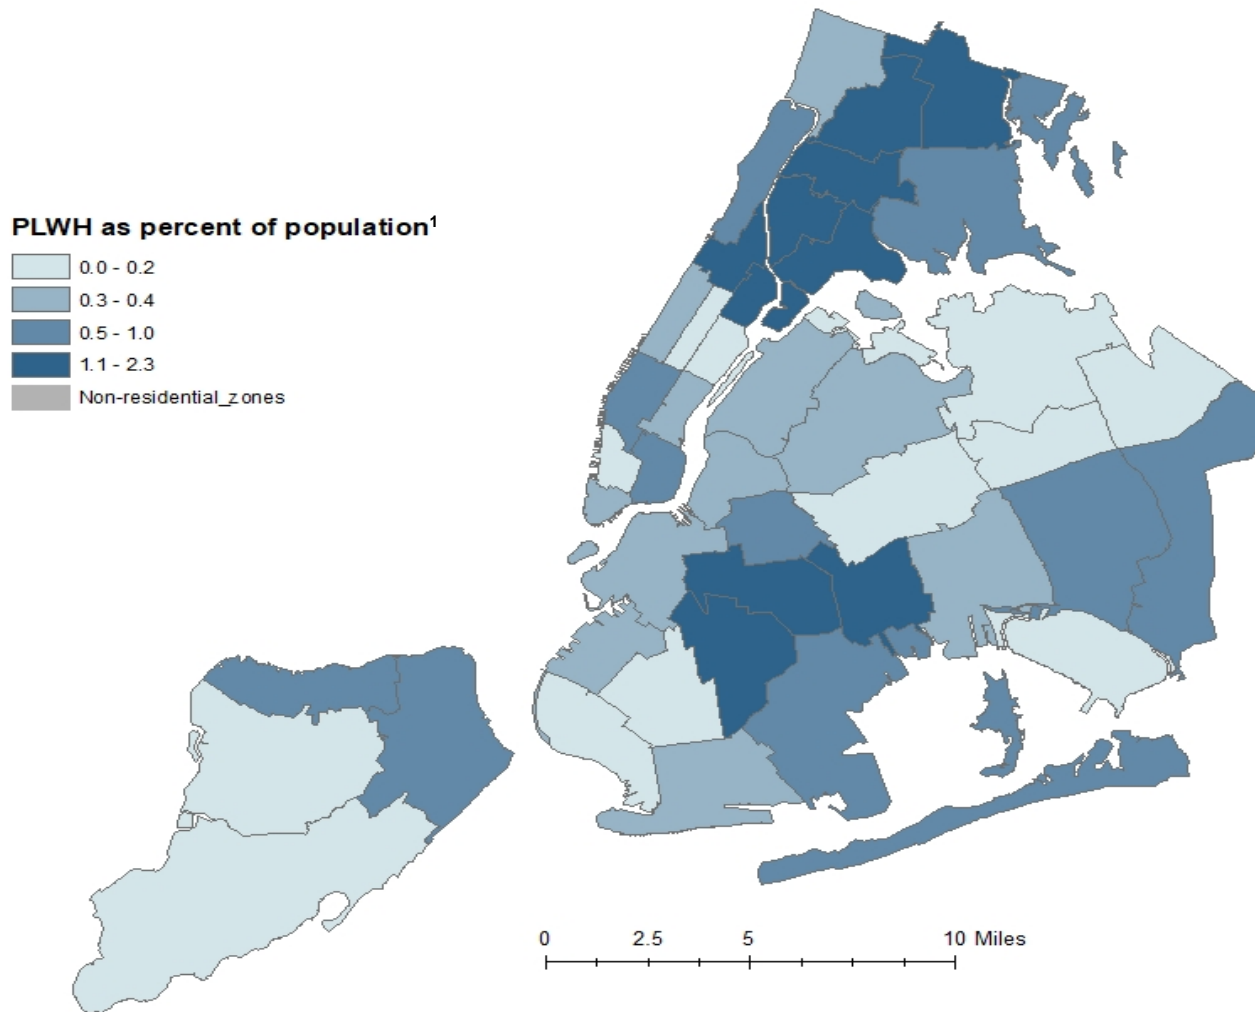 PLWH as percent of population¹
0.0 - 0.2
0.3 - 0.4
0.5 - 1.0
1.1 - 2.3
Non-residential_zones
0 2.5 5 10 Miles